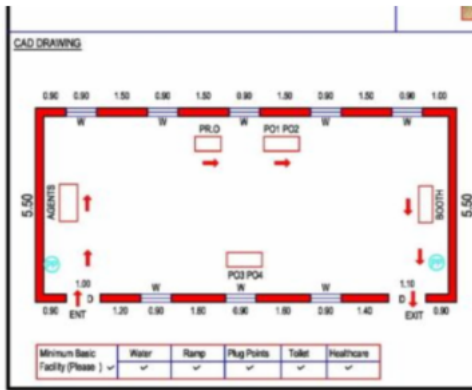 CAD DRAWING
0.90 0.90 1.50 0.90 1.50 0.90 1.50 0.90 1.50 0.90 1.00
W W W W W
PR.O PO1 PO2
5.50 AGENTS BOOTH 5.50
PO3 PO4
1.00 W W W 1.10
D D
0.90 ENT 1.20 0.90 1.80 0.90 1.80 0.90 1.40 EXIT 0.90
Minimum Basic Facility (Please ) ✓ Water Ramp Plug Points Toilet Healthcare
✓ ✓ ✓ ✓ ✓